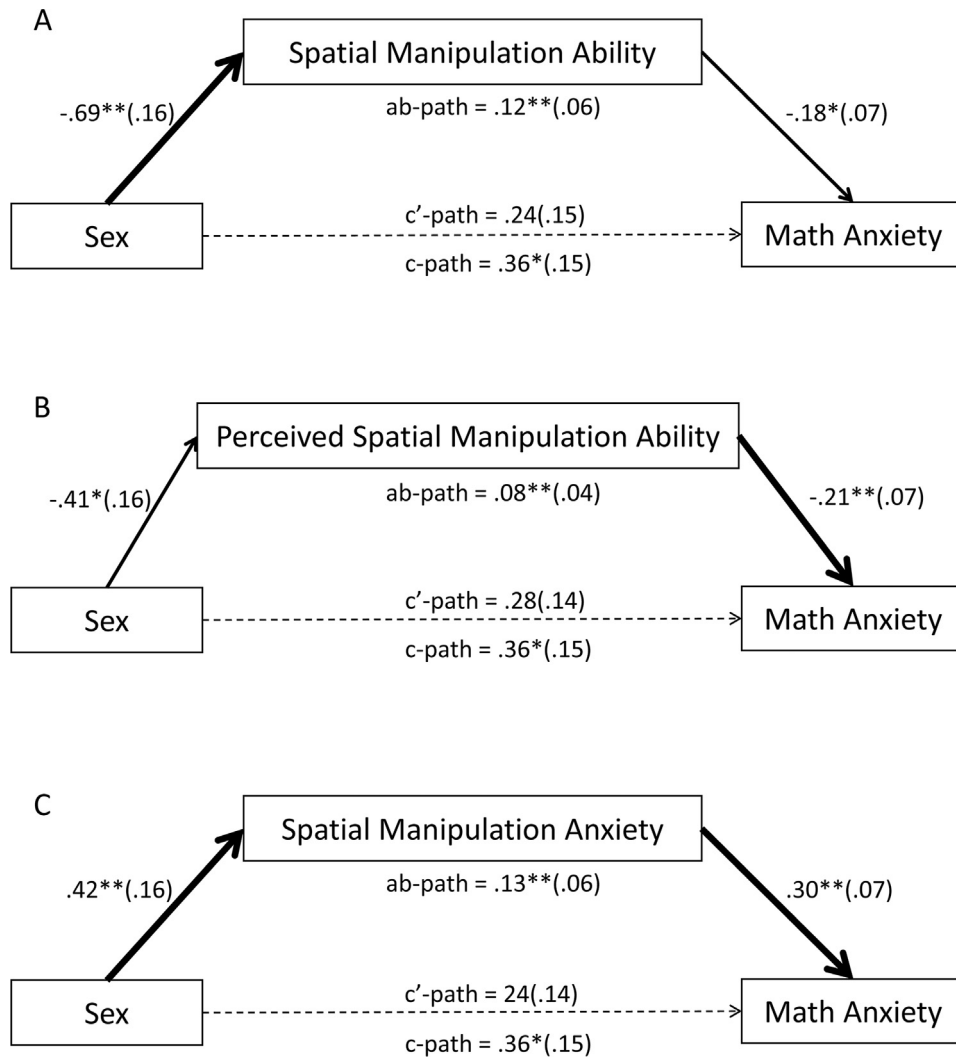 A
Spatial Manipulation Ability
-.69**(.16)
ab-path = .12**(.06)
-.18*(.07)
Sex
c’-path = .24(.15)
c-path = .36*(.15)
Math Anxiety
B
Perceived Spatial Manipulation Ability
-.41*(.16)
ab-path = .08**(.04)
-.21**(.07)
Sex
c’-path = .28(.14)
c-path = .36*(.15)
Math Anxiety
C
Spatial Manipulation Anxiety
.42**(.16)
ab-path = .13**(.06)
.30**(.07)
Sex
c’-path = 24(.14)
c-path = .36*(.15)
Math Anxiety